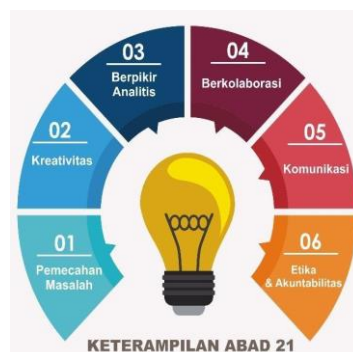 01
Pemecahan
Masalah
02
Kreativitas
03
Berpikir
Analitis
04
Berkolaborasi
05
Komunikasi
06
Etika
& Akuntabilitas
KETERAMPILAN ABAD 21